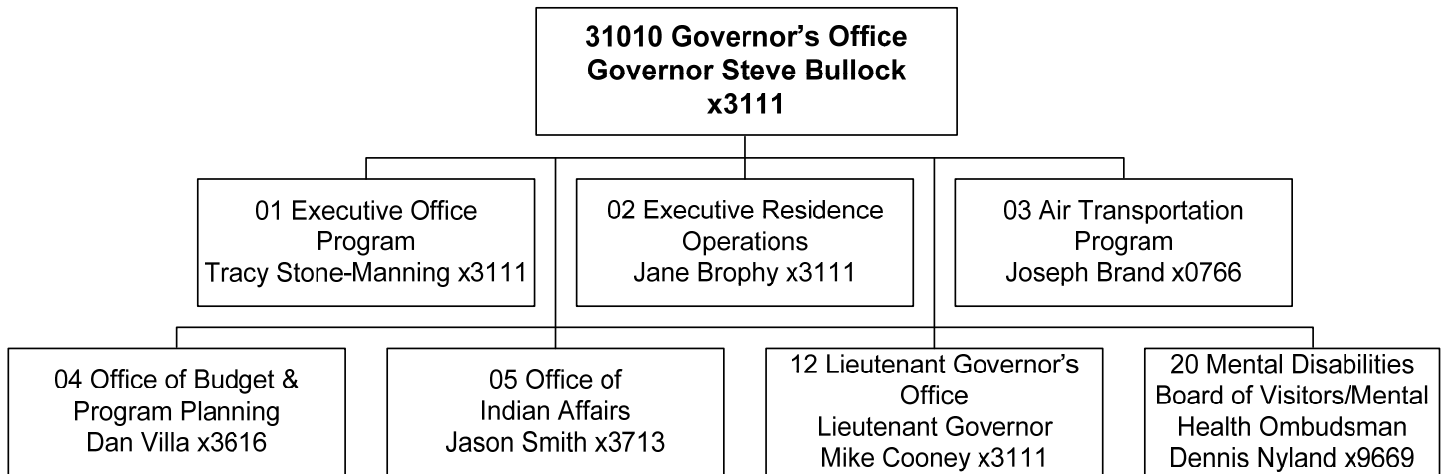 31010 Governor’s Office
Governor Steve Bullock
x3111
01 Executive Office
Program
Tracy Stone-Manning x3111
02 Executive Residence
Operations
Jane Brophy x3111
03 Air Transportation
Program
Joseph Brand x0766
04 Office of Budget &
Program Planning
Dan Villa x3616
05 Office of
Indian Affairs
Jason Smith x3713
12 Lieutenant Governor’s
Office
Lieutenant Governor
Mike Cooney x3111
20 Mental Disabilities
Board of Visitors/Mental
Health Ombudsman
Dennis Nyland x9669